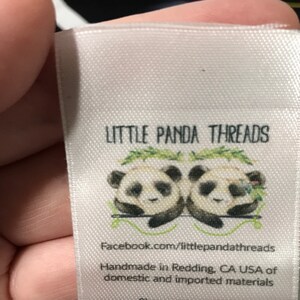 LITTLE PANDA THREADS
Facebook.com/littlepandathreads
Handmade in Redding, CA USA of
domestic and imported materials